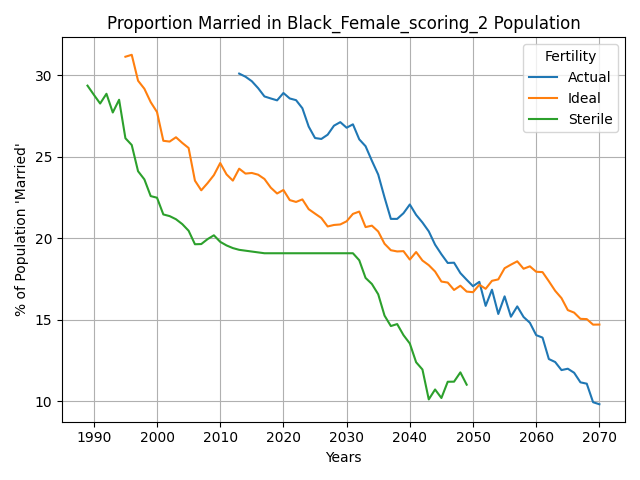 Proportion Married in Black_Female_scoring_2 Population
% of Population 'Married'
30
25
20
15
10
Fertility
Actual
Ideal
Sterile
1990 2000 2010 2020 2030 2040 2050 2060 2070
Years